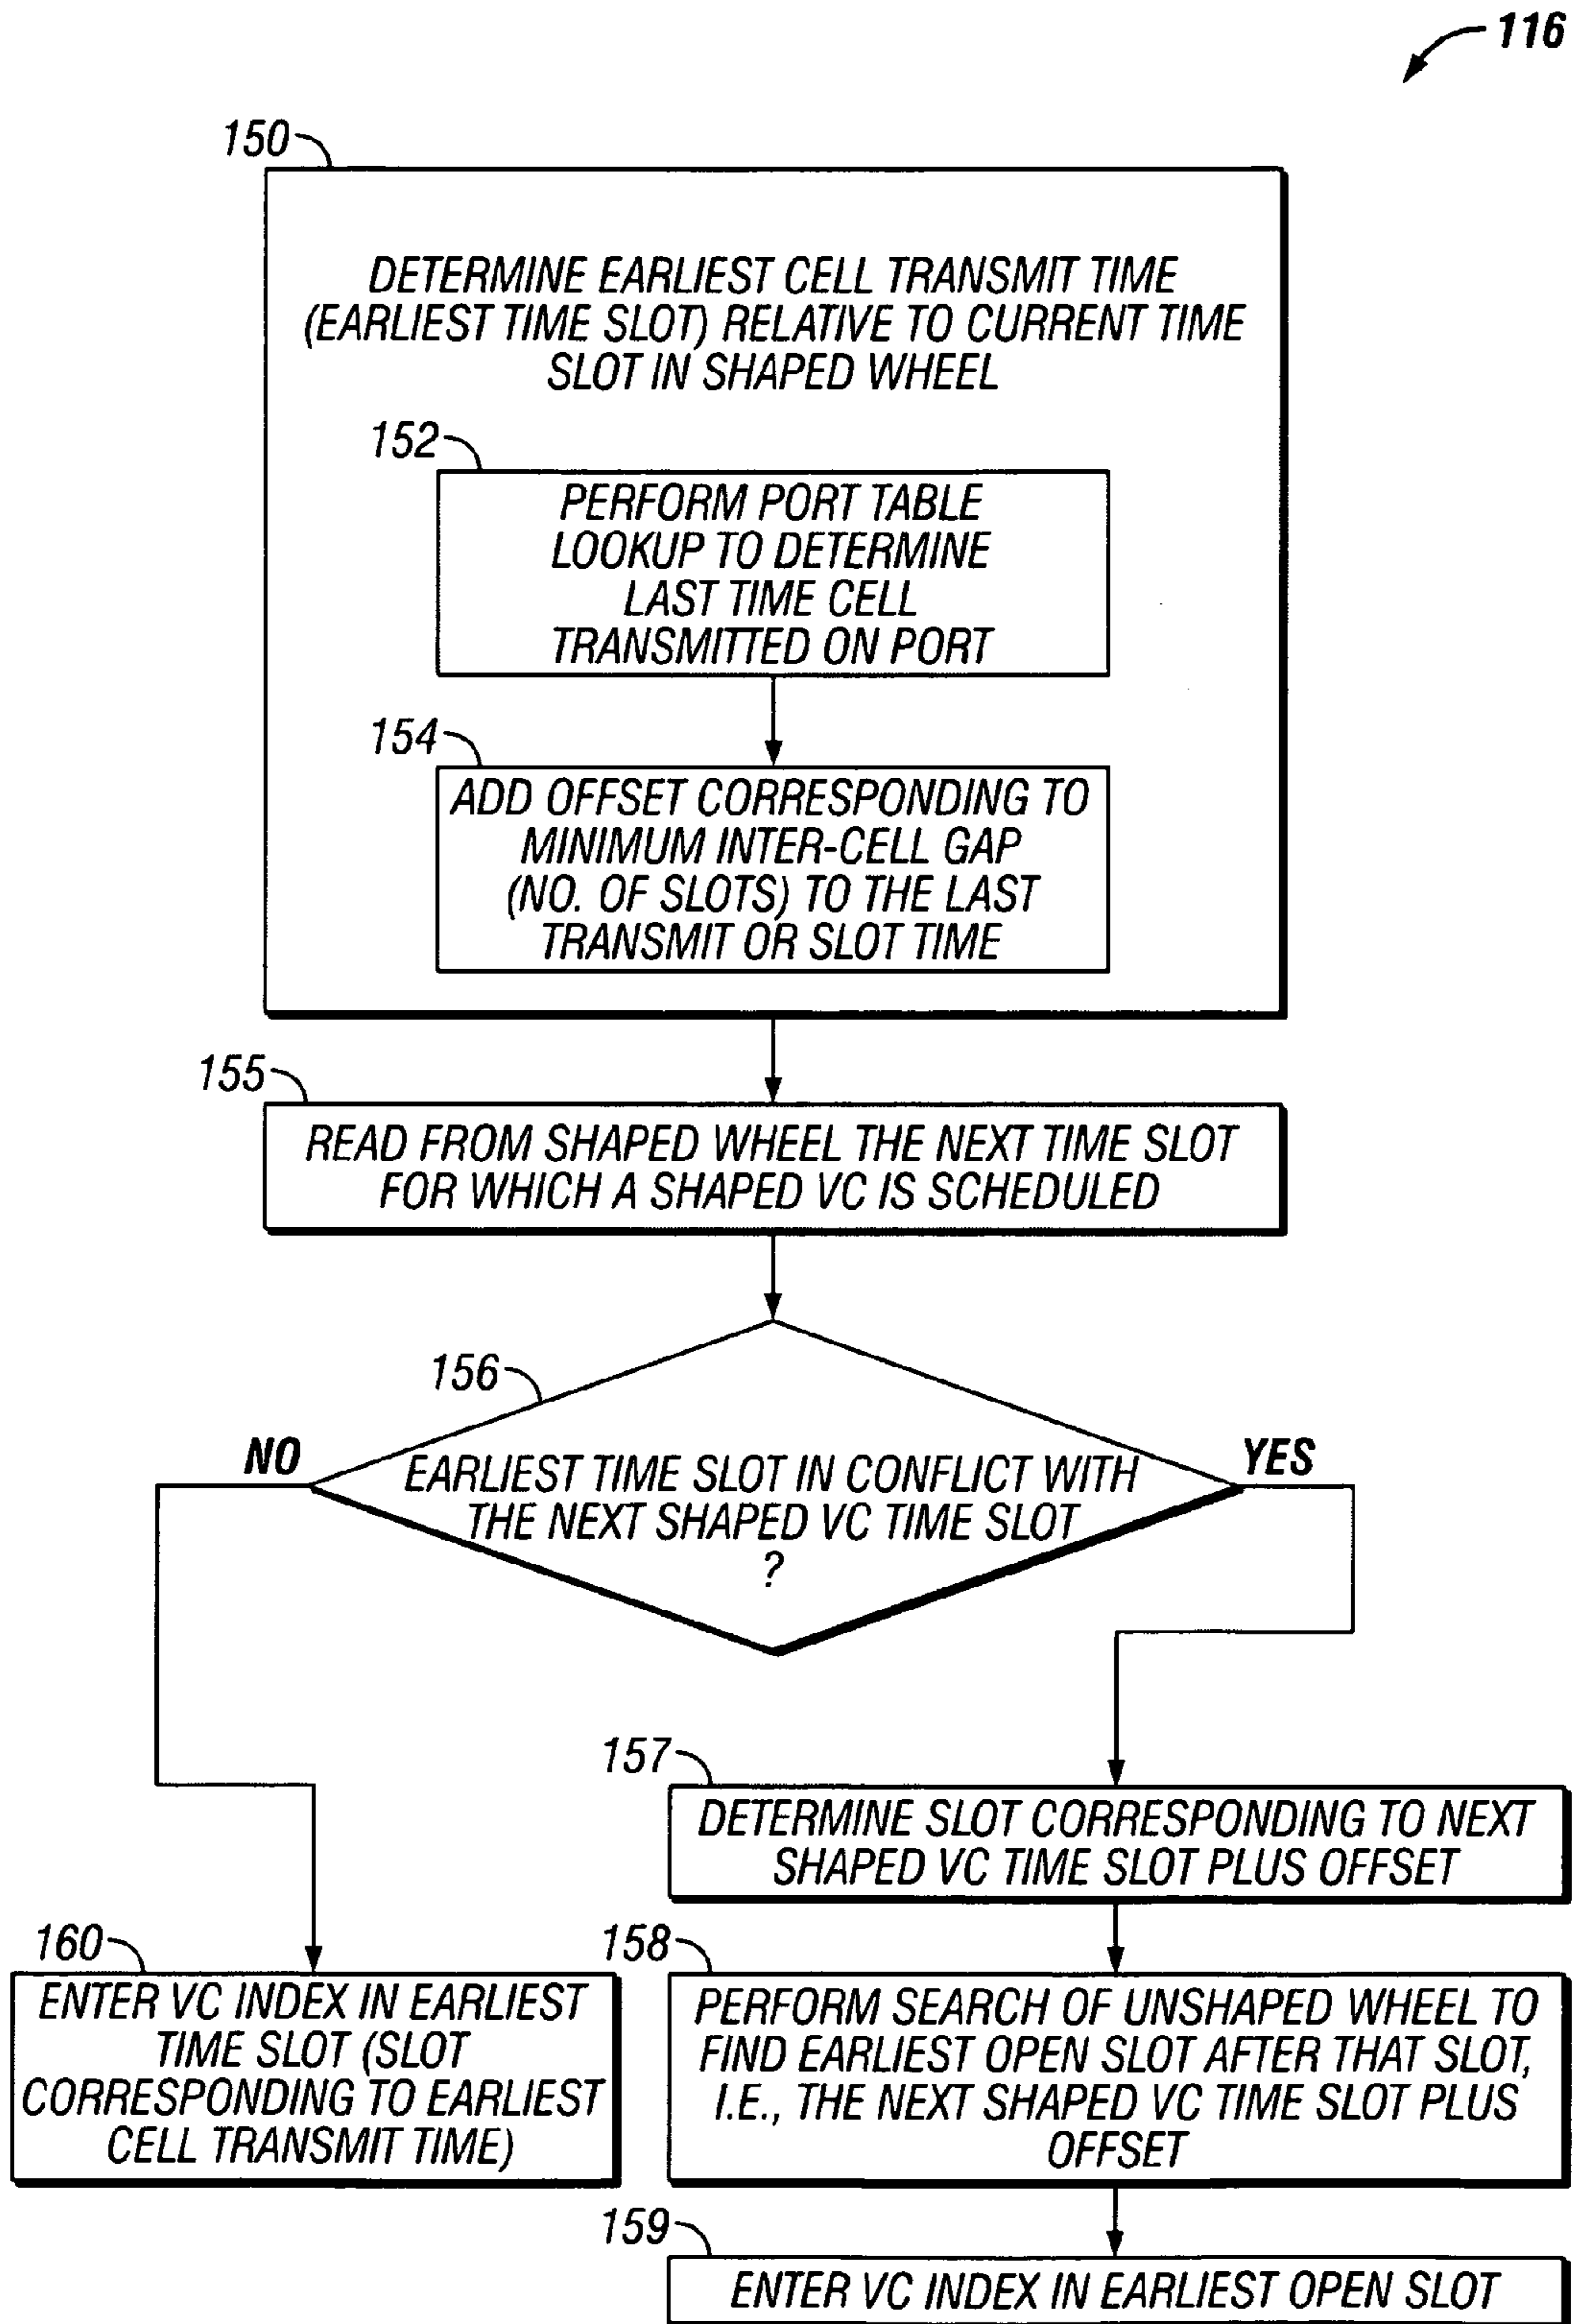 116
150
DETERMINE EARLIEST CELL TRANSMIT TIME
(EARLIEST TIME SLOT) RELATIVE TO CURRENT TIME
SLOT IN SHAPED WHEEL
152
PERFORM PORT TABLE
LOOKUP TO DETERMINE
LAST TIME CELL
TRANSMITTED ON PORT
154
ADD OFFSET CORRESPONDING TO
MINIMUM INTER-CELL GAP
(NO. OF SLOTS) TO THE LAST
TRANSMIT OR SLOT TIME
155
READ FROM SHAPED WHEEL THE NEXT TIME SLOT
FOR WHICH A SHAPED VC IS SCHEDULED
156
NO
YES
EARLIEST TIME SLOT IN CONFLICT WITH
THE NEXT SHAPED VC TIME SLOT
?
157
DETERMINE SLOT CORRESPONDING TO NEXT
SHAPED VC TIME SLOT PLUS OFFSET
160
ENTER VC INDEX IN EARLIEST
TIME SLOT (SLOT
CORRESPONDING TO EARLIEST
CELL TRANSMIT TIME)
158
PERFORM SEARCH OF UNSHAPED WHEEL TO
FIND EARLIEST OPEN SLOT AFTER THAT SLOT,
I.E., THE NEXT SHAPED VC TIME SLOT PLUS
OFFSET
159
ENTER VC INDEX IN EARLIEST OPEN SLOT